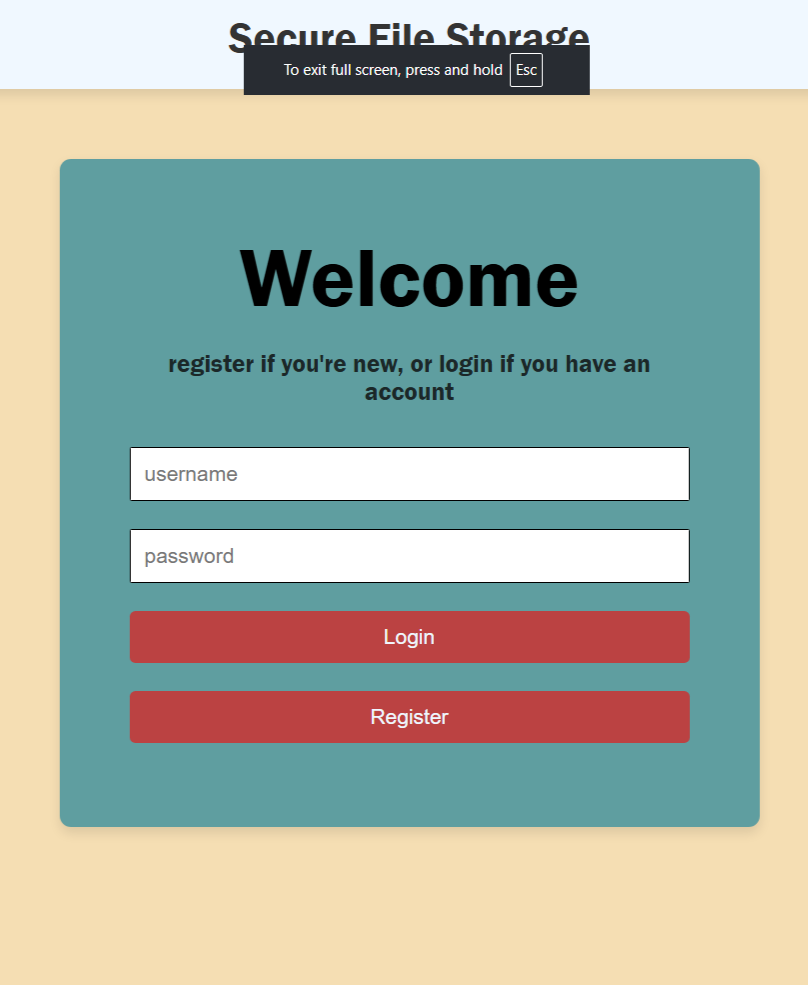 Secure File Storage
To exit full screen, press and hold Esc
Welcome
register if you're new, or login if you have an
account
username
password
Login
Register